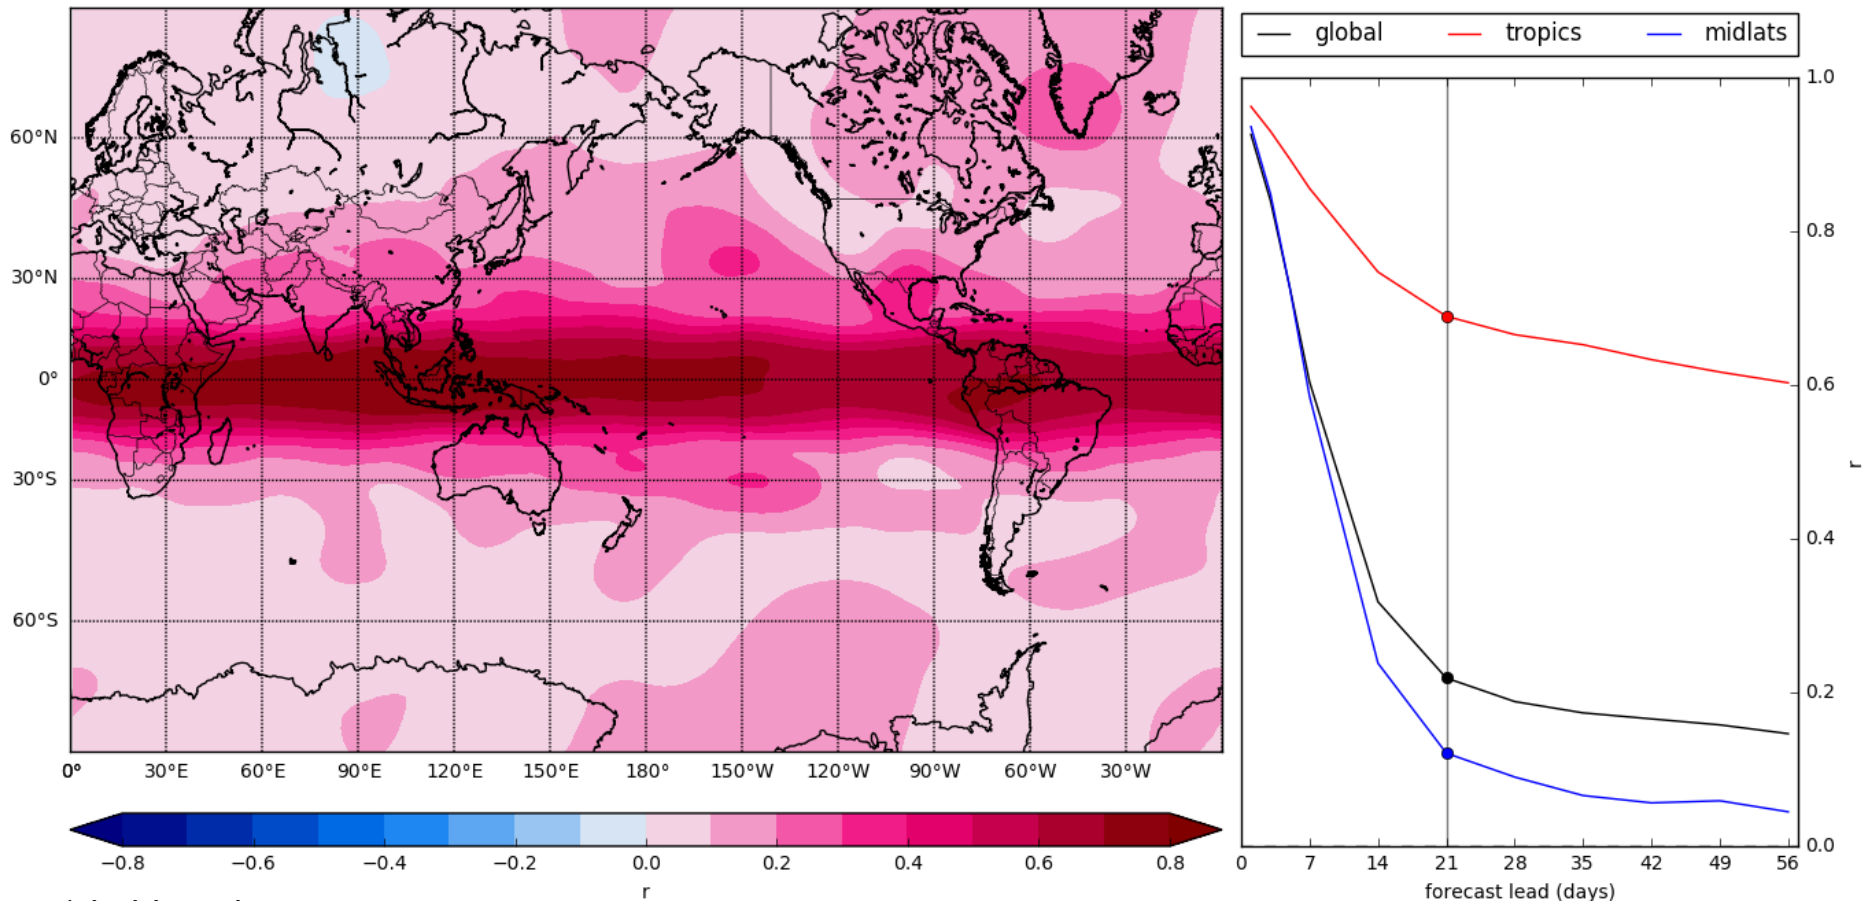 global tropics midlats
60°N
30°N
0°
30°S
60°S
0° 30°E 60°E 90°E 120°E 150°E 180° 150°W 120°W 90°W 60°W 30°W
−0.8 −0.6 −0.4 −0.2 0.0 0.2 0.4 0.6 0.8
r
1.0
0.8
0.6
0.4
0.2
0.0
r
0 7 14 21 28 35 42 49 56
forecast lead (days)